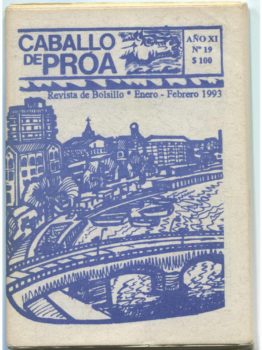 CABALLO
DE PROA
AÑO XI
Nº 19
$ 100
Revista de Bolsillo * Enero - Febrero 1993